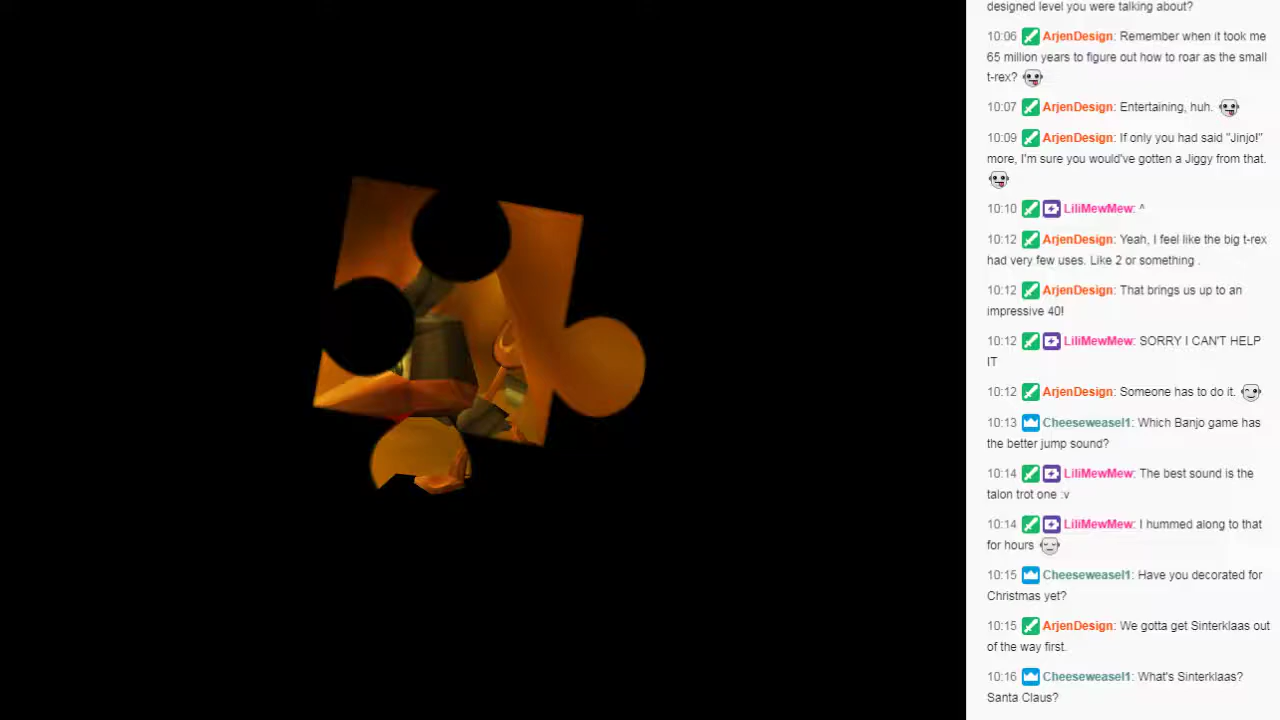 designed level you were talking about?
10:06 ArjenDesign: Remember when it took me
65 million years to figure out how to roar as the small
t-rex?
10:07 ArjenDesign: Entertaining, huh.
10:09 ArjenDesign: If only you had said "Jinjo!"
more, I'm sure you would've gotten a Jiggy from that.
10:10 LiliMewMew: ^
10:12 ArjenDesign: Yeah, I feel like the big t-rex
had very few uses. Like 2 or something .
10:12 ArjenDesign: That brings us up to an
impressive 40!
10:12 LiliMewMew: SORRY I CAN'T HELP
IT
10:12 ArjenDesign: Someone has to do it.
10:13 Cheeseweasel1: Which Banjo game has
the better jump sound?
10:14 LiliMewMew: The best sound is the
talon trot one :v
10:14 LiliMewMew: I hummed along to that
for hours
10:15 Cheeseweasel1: Have you decorated for
Christmas yet?
10:15 ArjenDesign: We gotta get Sinterklaas out
of the way first.
10:16 Cheeseweasel1: What's Sinterklaas?
Santa Claus?